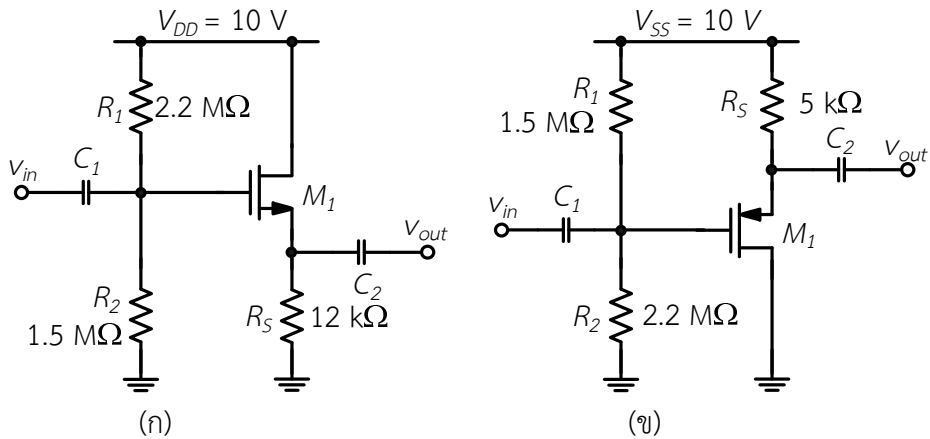 V_DD = 10 V
R_1 2.2 MΩ
v_in
C_1
M_1
v_out
C_2
R_2
1.5 MΩ
R_S 12 kΩ
(ก)
V_SS = 10 V
R_1
1.5 MΩ
R_S 5 kΩ
C_2
v_out
v_in
C_1
M_1
R_2 2.2 MΩ
(ข)